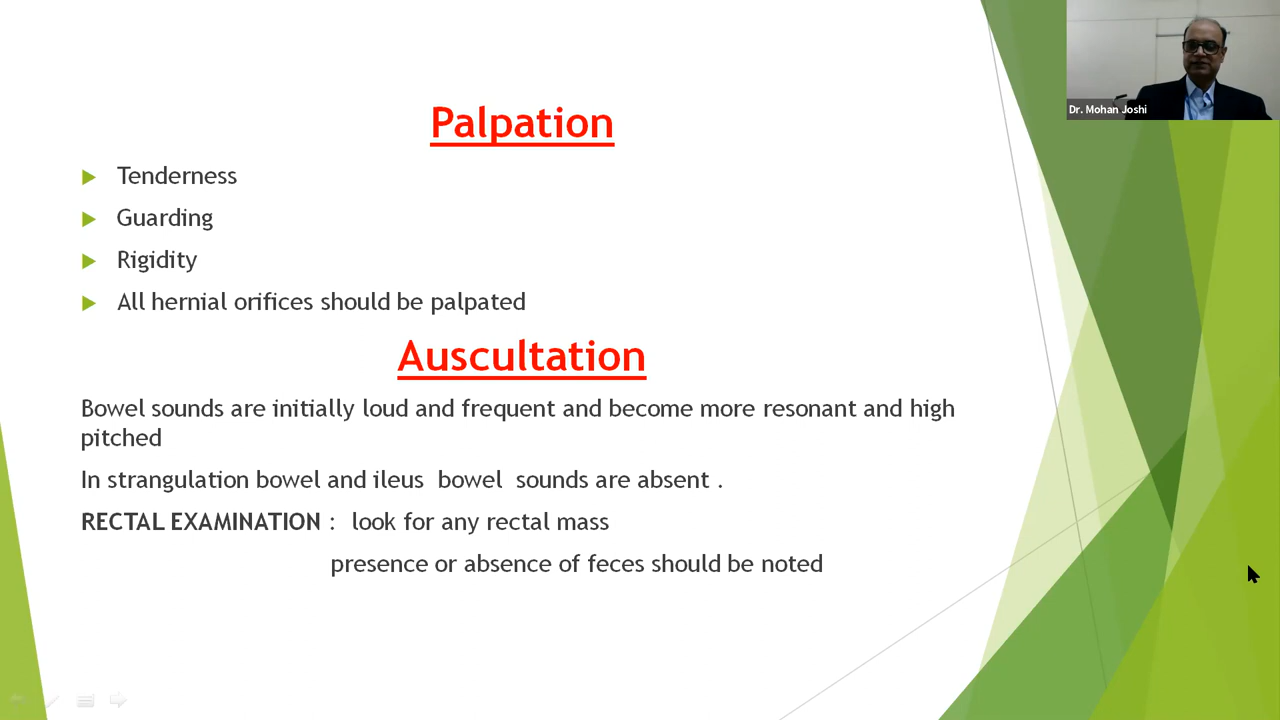 Dr. Mohan Joshi
Palpation
Tenderness
Guarding
Rigidity
All hernial orifices should be palpated
Auscultation
Bowel sounds are initially loud and frequent and become more resonant and high
pitched
In strangulation bowel and ileus  bowel  sounds are absent .
RECTAL EXAMINATION :  look for any rectal mass
presence or absence of feces should be noted